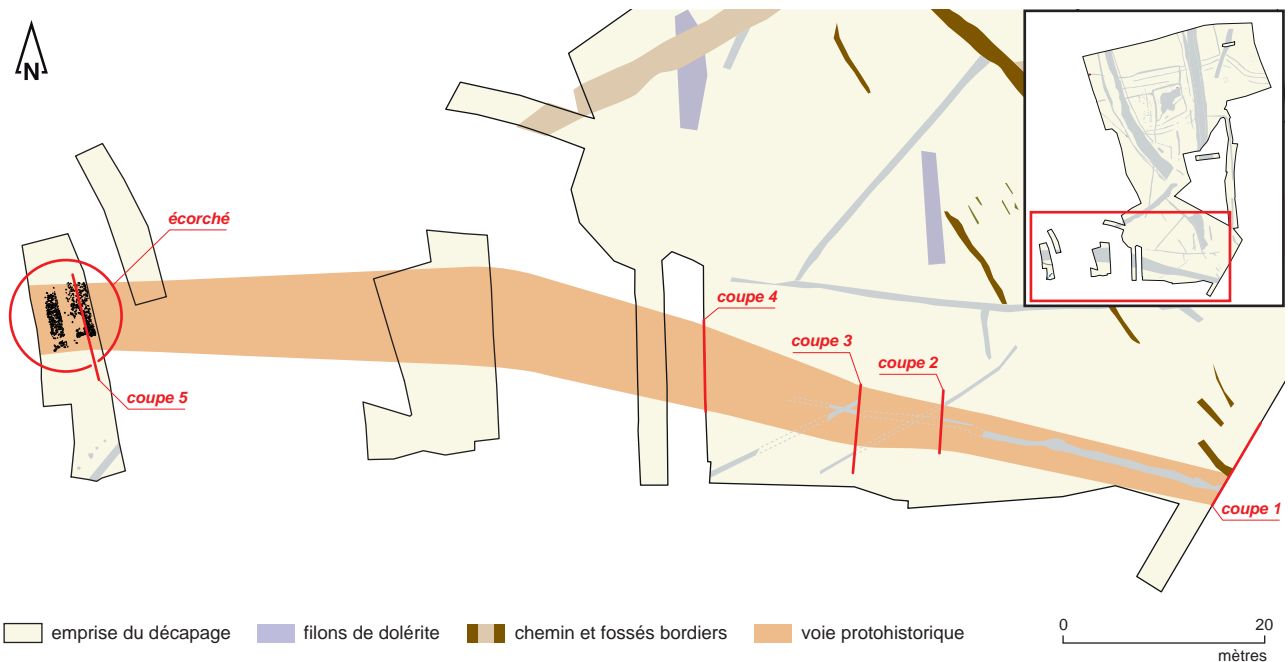 N
écorché
coupe 4
coupe 3
coupe 2
coupe 5
coupe 1
emprise du décapage
filons de dolérite
chemin et fossés bordiers
voie protohistorique
0 20
mètres